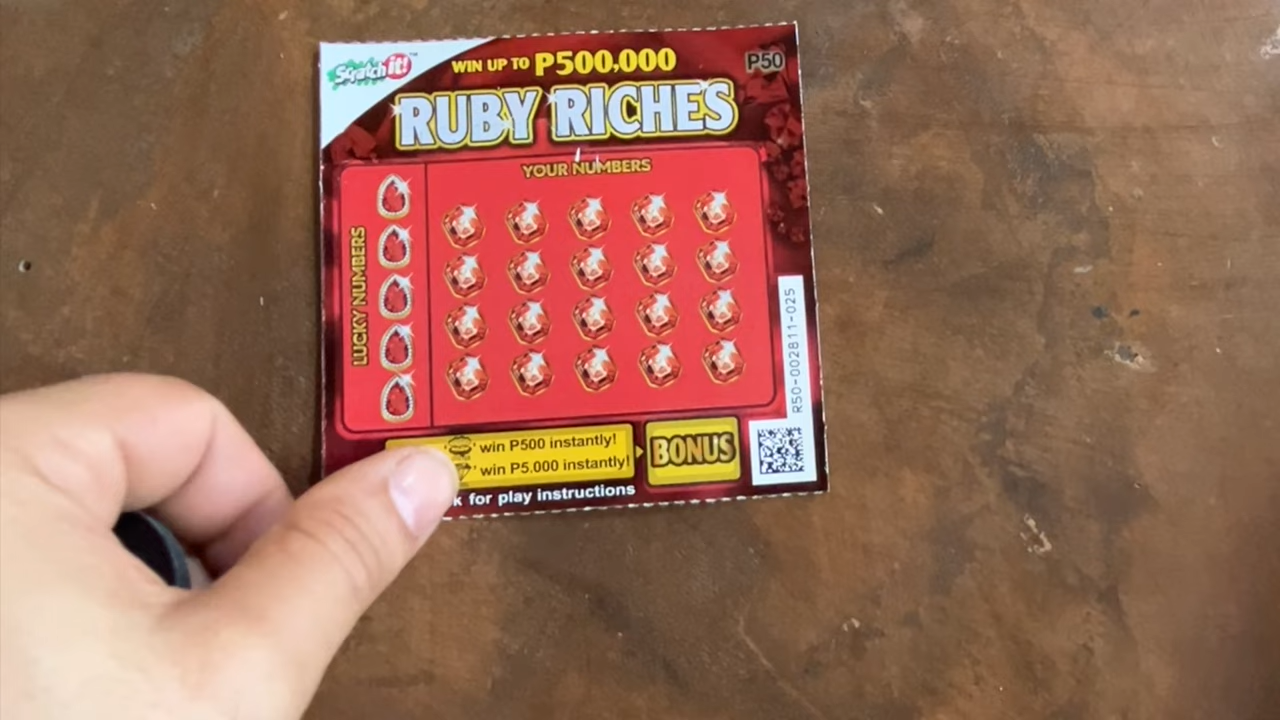 Scratch it!™
WIN UP TO P500,000
P50
RUBY RICHES
YOUR NUMBERS
LUCKY NUMBERS
' win P500 instantly!
' win P5,000 instantly!
BONUS
k for play instructions
R50-002811-025